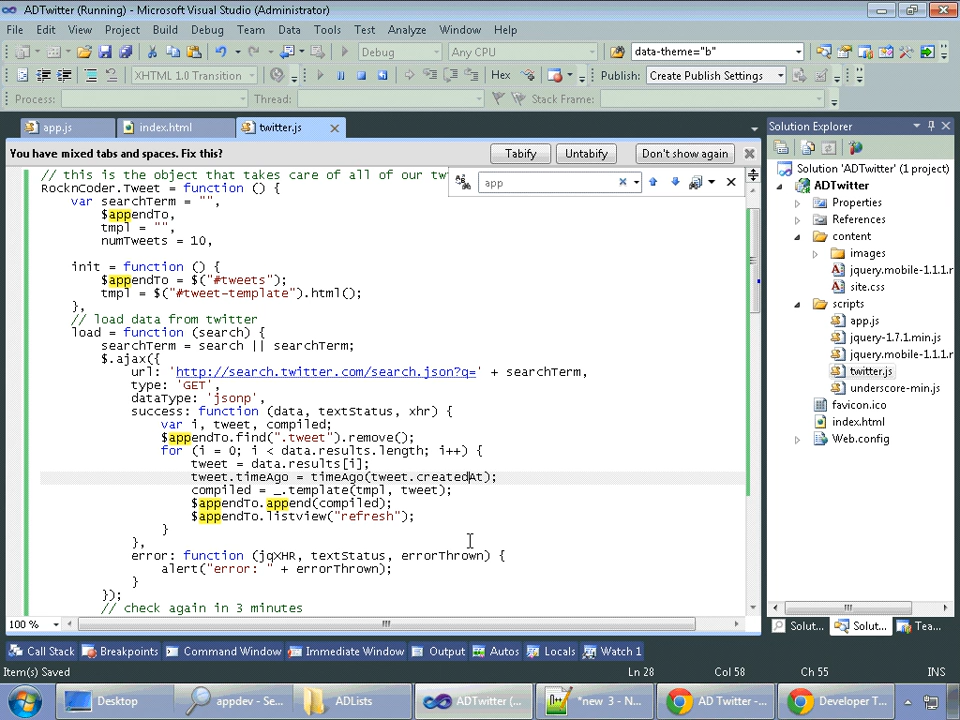 ADTwitter (Running) - Microsoft Visual Studio (Administrator)
File Edit View Project Build Debug Team Data Tools Test Analyze Window Help
Debug Any CPU data-theme="b"
XHTML 1.0 Transition Hex Publish: Create Publish Settings
Process: Thread: Stack Frame:
app.js index.html twitter.js
You have mixed tabs and spaces. Fix this? Tabify Untabify Don't show again
app
// this is the object that takes care of all of our tw
RocknCoder.Tweet = function () {
var searchTerm = "",
$appendTo,
tmpl = "",
numTweets = 10,
init = function () {
$appendTo = $("#tweets");
tmpl = $("#tweet-template").html();
},
// load data from twitter
load = function (search) {
searchTerm = search || searchTerm;
$.ajax({
url: 'http://search.twitter.com/search.json?q=' + searchTerm,
type: 'GET',
dataType: 'jsonp',
success: function (data, textStatus, xhr) {
var i, tweet, compiled;
$appendTo.find(".tweet").remove();
for (i = 0; i < data.results.length; i++) {
tweet = data.results[i];
tweet.timeAgo = timeAgo(tweet.createdAt);
compiled = _.template(tmpl, tweet);
$appendTo.append(compiled);
$appendTo.listview("refresh");
}
},
error: function (jqXHR, textStatus, errorThrown) {
alert("error: " + errorThrown);
}
});
// check again in 3 minutes
100 %
Solution Explorer
Solution 'ADTwitter' (1 project)
ADTwitter
Properties
References
content
images
jquery.mobile-1.1.1.r
site.css
scripts
app.js
jquery-1.7.1.min.js
jquery.mobile-1.1.1.r
twitter.js
underscore-min.js
favicon.ico
index.html
Web.config
Solut... Solut... Tea...
Call Stack Breakpoints Command Window Immediate Window Output Autos Locals Watch 1
Item(s) Saved Ln 28 Col 58 Ch 55 INS
Desktop appdev - Se... ADLists ADTwitter (... *new 3 - N... AD Twitter -... Developer T...